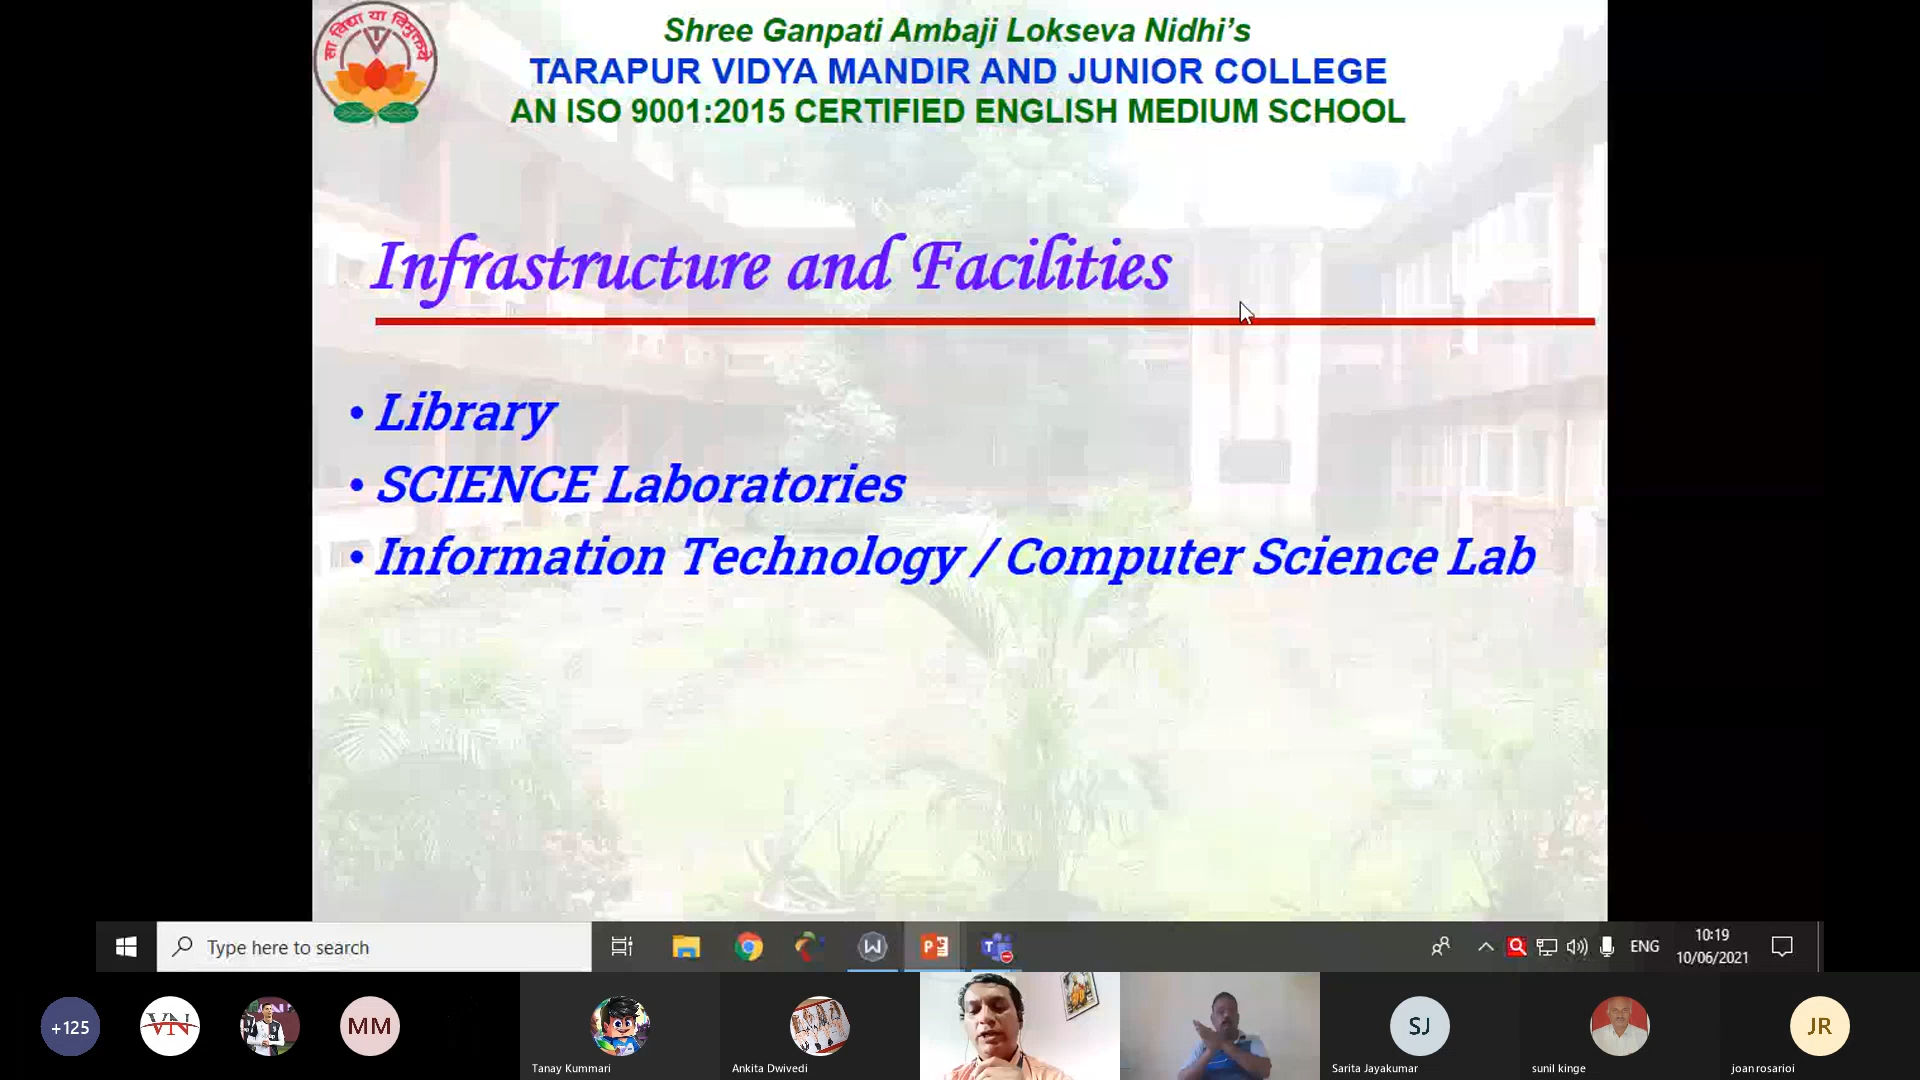 सा विद्या या विमुक्तये
Shree Ganpati Ambaji Lokseva Nidhi’s
TARAPUR VIDYA MANDIR AND JUNIOR COLLEGE
AN ISO 9001:2015 CERTIFIED ENGLISH MEDIUM SCHOOL
Infrastructure and Facilities
• Library
• SCIENCE Laboratories
• Information Technology / Computer Science Lab
Type here to search
ENG
10:19
10/06/2021
+125
VN
MM
Tanay Kummari
Ankita Dwivedi
SJ
Sarita Jayakumar
sunil kinge
JR
joan rosarioi